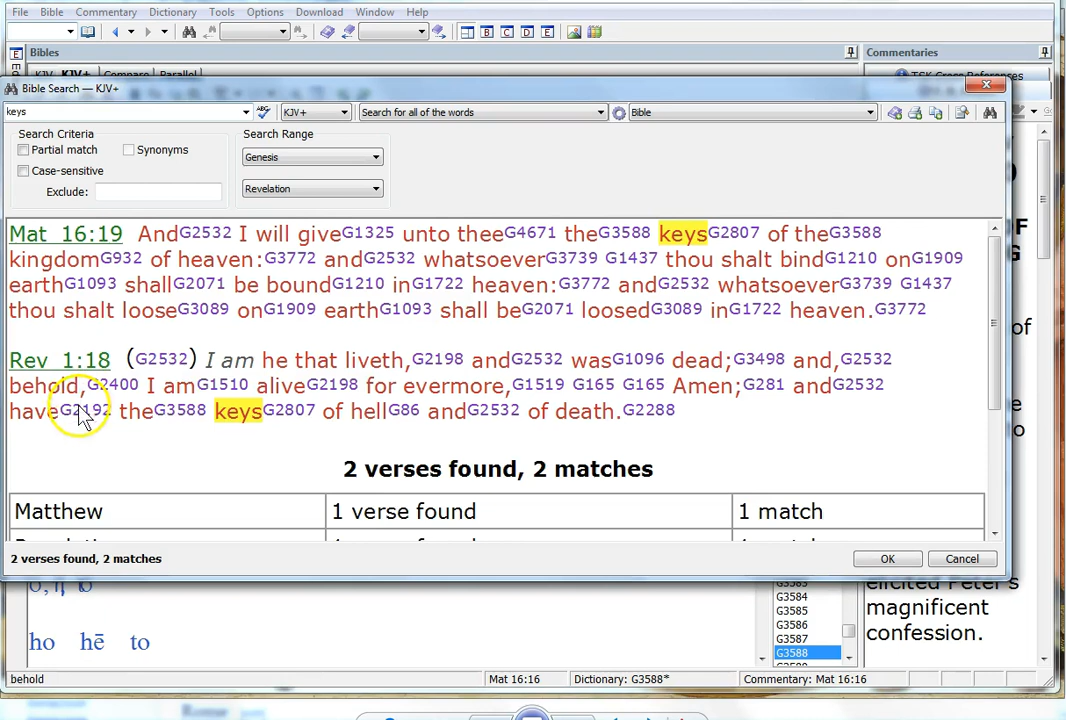 File Bible Commentary Dictionary Tools Options Download Window Help
B C D E
E Bibles Commentaries
KJV KJV+ Compare Parallel TSK Cross References
Bible Search — KJV+
keys KJV+ Search for all of the words Bible
Search Criteria Search Range
Partial match Synonyms Genesis
Case-sensitive
Exclude: Revelation
Mat 16:19 AndG2532 I will giveG1325 unto theeG4671 theG3588 keysG2807 of theG3588
kingdomG932 of heaven:G3772 andG2532 whatsoeverG3739 G1437 thou shalt bindG1210 onG1909
earthG1093 shallG2071 be boundG1210 inG1722 heaven:G3772 andG2532 whatsoeverG3739 G1437
thou shalt looseG3089 onG1909 earthG1093 shall beG2071 loosedG3089 inG1722 heaven.G3772
Rev 1:18 (G2532) I am he that liveth,G2198 andG2532 wasG1096 dead;G3498 and,G2532
behold,G2400 I amG1510 aliveG2198 for evermore,G1519 G165 G165 Amen;G281 andG2532
haveG2192 theG3588 keysG2807 of hellG86 andG2532 of death.G2288
2 verses found, 2 matches
Matthew 1 verse found 1 match
2 verses found, 2 matches OK Cancel
elicited Peter's
magnificent
confession.
ho hē to
G3583
G3584
G3585
G3586
G3587
G3588
behold Mat 16:16 Dictionary: G3588* Commentary: Mat 16:16